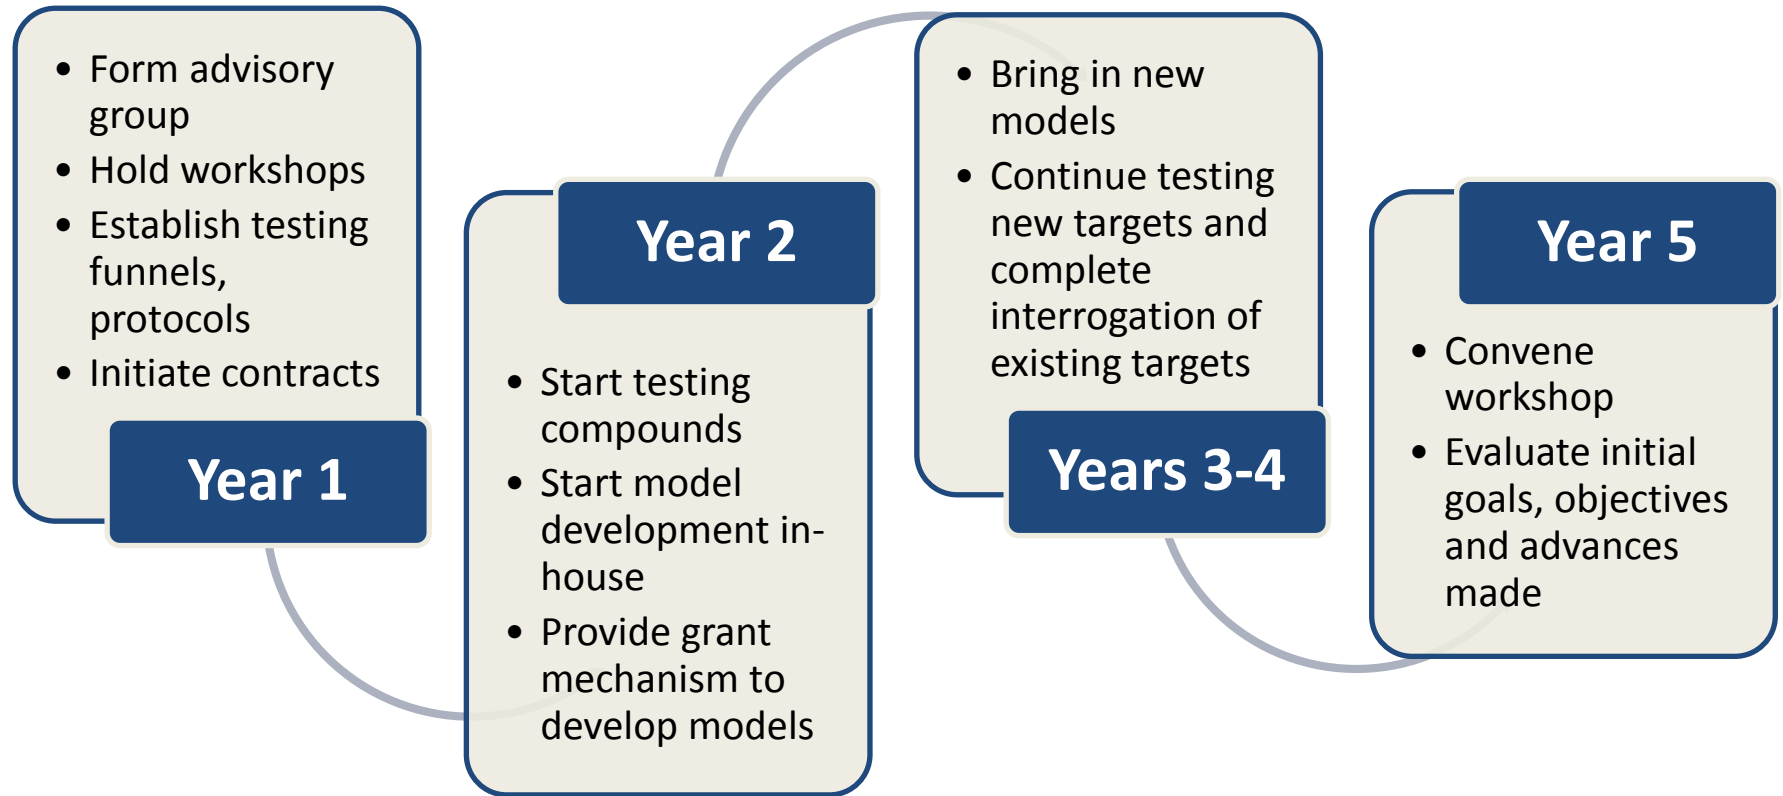 • Form advisory
group
• Hold workshops
• Establish testing
funnels,
protocols
• Initiate contracts
Year 1
Year 2
• Start testing
compounds
• Start model
development in-
house
• Provide grant
mechanism to
develop models
• Bring in new
models
• Continue testing
new targets and
complete
interrogation of
existing targets
Years 3-4
Year 5
• Convene
workshop
• Evaluate initial
goals, objectives
and advances
made